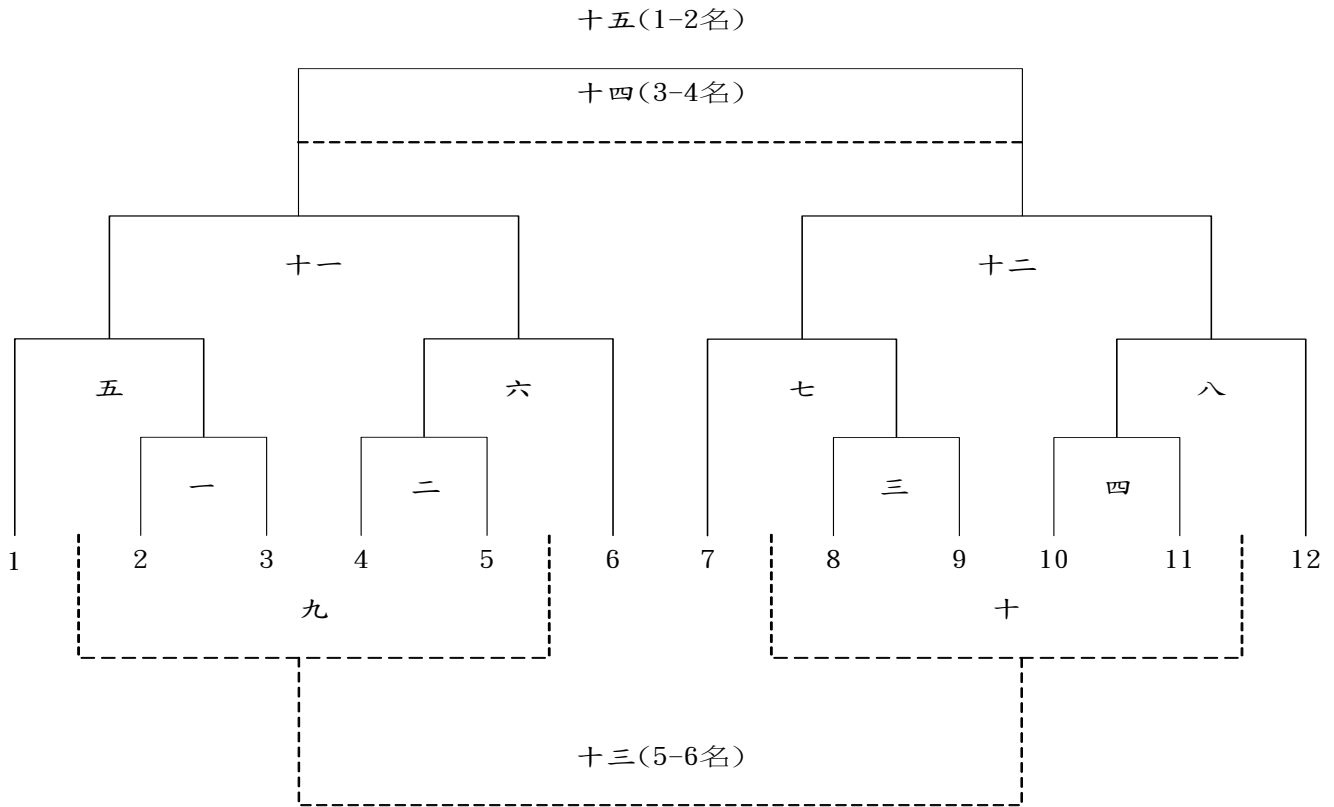 十五(1-2名)
十四(3-4名)
十一
十二
五
六
七
八
一
二
三
四
1 2 3 4 5 6 7 8 9 10 11 12
九
十
十三(5-6名)